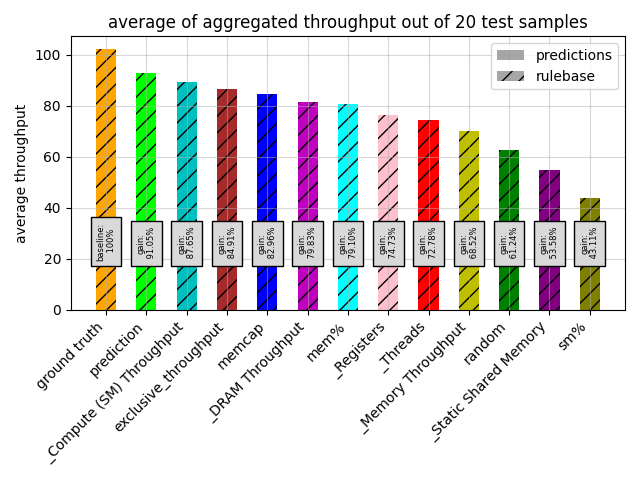 average of aggregated throughput out of 20 test samples
predictions
rulebase
average throughput
100
80
60
40
20
0
baseline:
100%
gain:
91.05%
gain:
87.65%
gain:
84.91%
gain:
82.96%
gain:
79.83%
gain:
79.10%
gain:
74.73%
gain:
72.78%
gain:
68.52%
gain:
61.24%
gain:
53.58%
gain:
43.11%
ground truth
prediction
_Compute (SM) Throughput
exclusive_throughput
memcap
_DRAM Throughput
mem%
_Registers
_Threads
_Memory Throughput
random
_Static Shared Memory
sm%